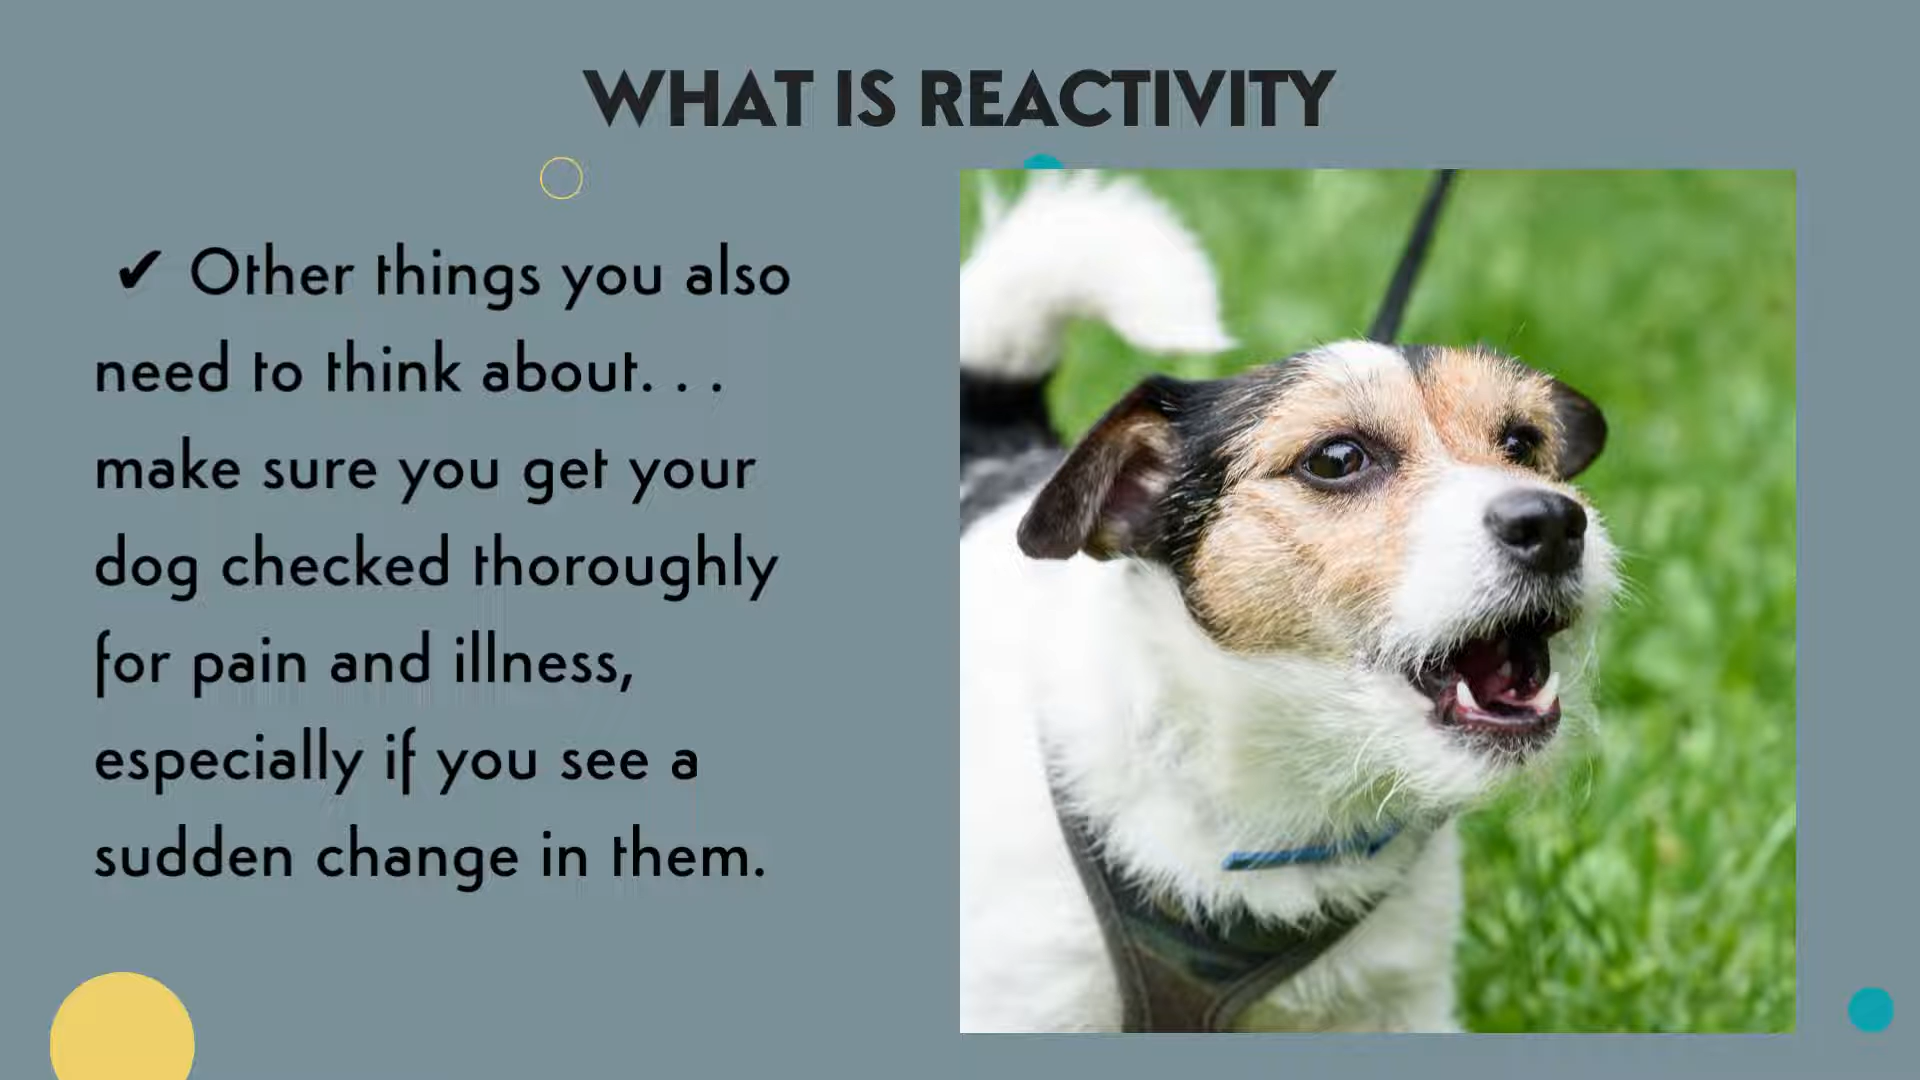 WHAT IS REACTIVITY
✔ Other things you also
need to think about. . .
make sure you get your
dog checked thoroughly
for pain and illness,
especially if you see a
sudden change in them.